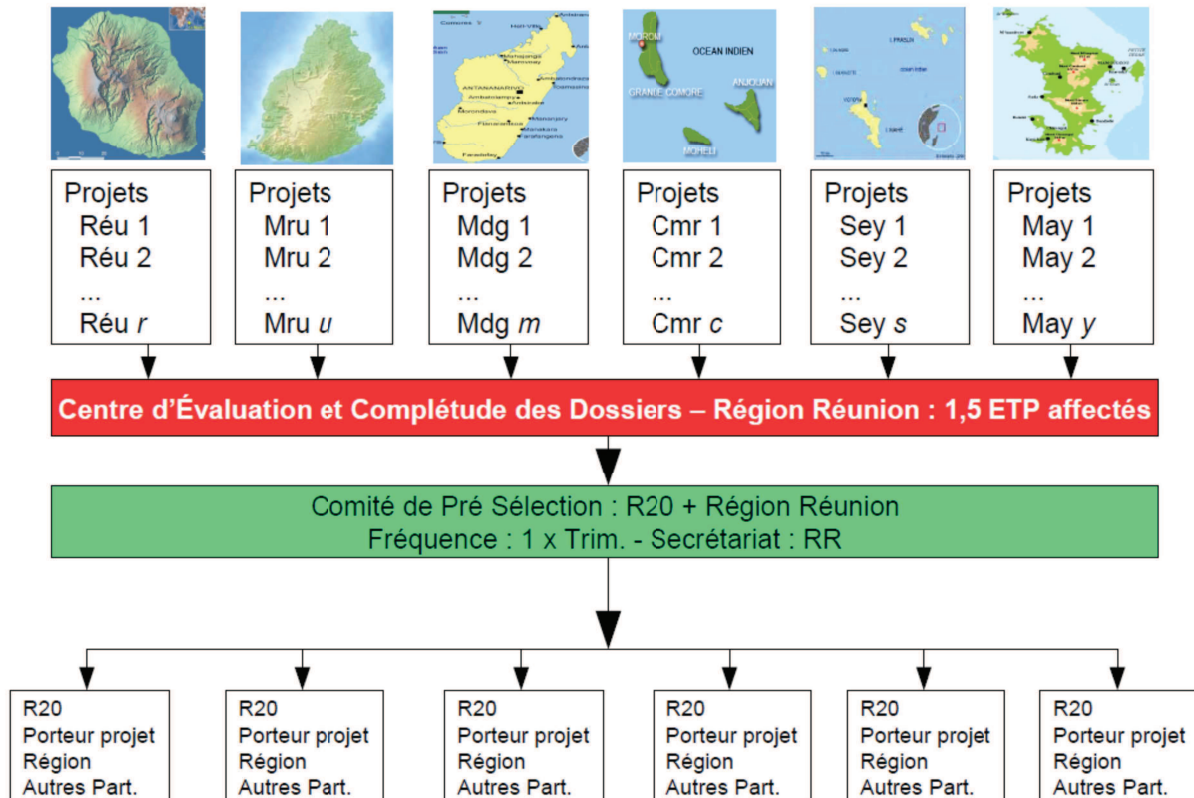 MORONI
OCEAN INDIEN
ANJOUAN
GRANDE COMORE
MOHELI
ANTANANARIVO
Projets
Réu 1
Réu 2
...
Réu r
Projets
Mru 1
Mru 2
...
Mru u
Projets
Mdg 1
Mdg 2
...
Mdg m
Projets
Cmr 1
Cmr 2
...
Cmr c
Projets
Sey 1
Sey 2
...
Sey s
Projets
May 1
May 2
...
May y
Centre d'Évaluation et Complétude des Dossiers – Région Réunion : 1,5 ETP affectés
Comité de Pré Sélection : R20 + Région Réunion
Fréquence : 1 x Trim. - Secrétariat : RR
R20
Porteur projet
Région
Autres Part.
R20
Porteur projet
Région
Autres Part.
R20
Porteur projet
Région
Autres Part.
R20
Porteur projet
Région
Autres Part.
R20
Porteur projet
Région
Autres Part.
R20
Porteur projet
Région
Autres Part.